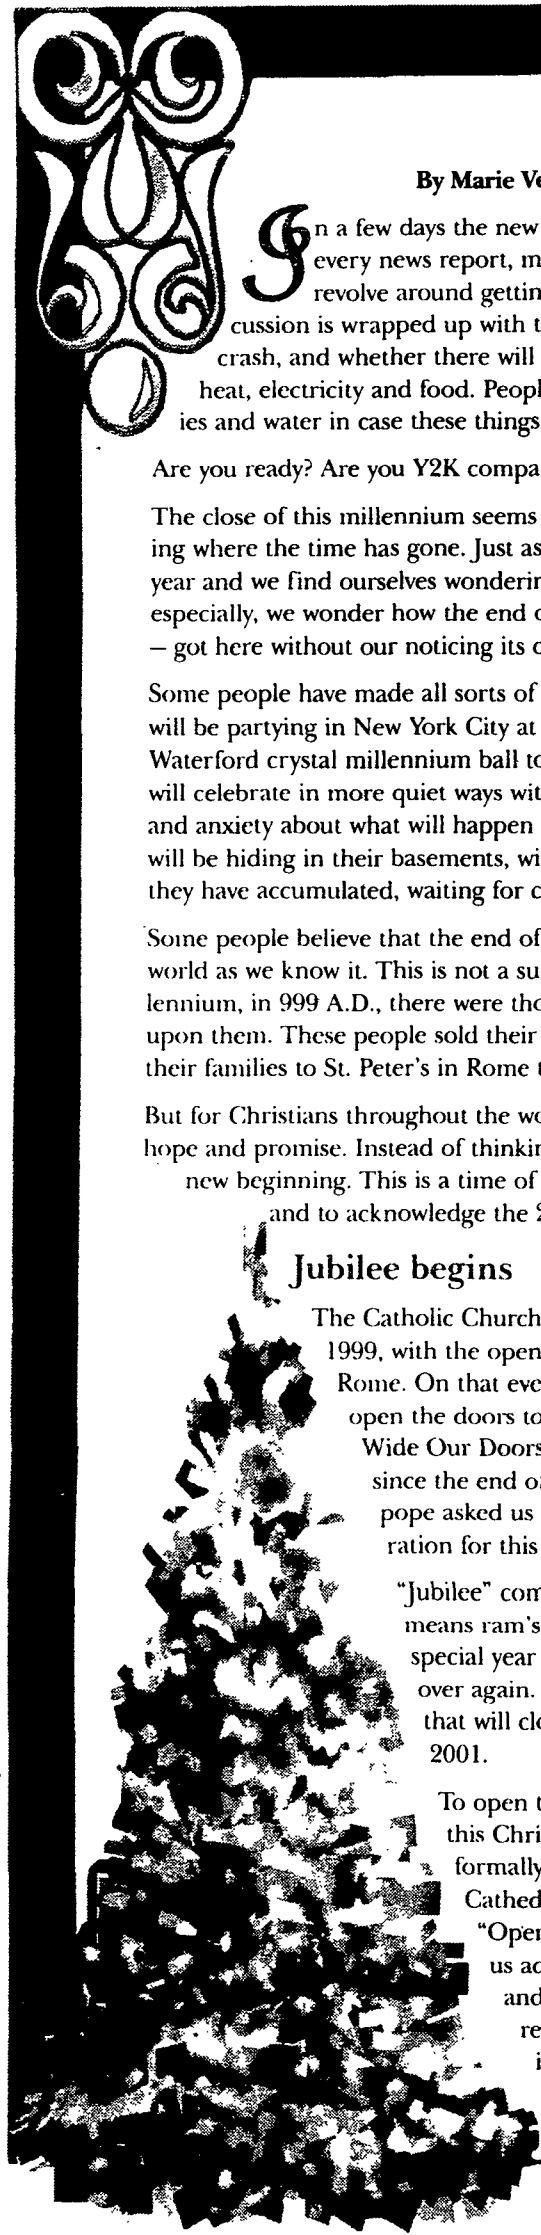 By Marie Ve
In a few days the new
every news report, m
revolve around gettin
cussion is wrapped up with t
crash, and whether there will
heat, electricity and food. Peopl
ies and water in case these things
Are you ready? Are you Y2K compa
The close of this millennium seems
ing where the time has gone. Just as
year and we find ourselves wonderin
especially, we wonder how the end o
— got here without our noticing its c
Some people have made all sorts of
will be partying in New York City at
Waterford crystal millennium ball to
will celebrate in more quiet ways wit
and anxiety about what will happen
will be hiding in their basements, wi
they have accumulated, waiting for c
Some people believe that the end of
world as we know it. This is not a su
lennium, in 999 A.D., there were tho
upon them. These people sold their
their families to St. Peter's in Rome t
But for Christians throughout the wo
hope and promise. Instead of thinkin
new beginning. This is a time of
and to acknowledge the 2
Jubilee begins
The Catholic Church
1999, with the open
Rome. On that eve
open the doors to
Wide Our Doors
since the end of
pope asked us
ration for this
"Jubilee" com
means ram's
special year
over again.
that will clo
2001.
To open t
this Chri
formally
Cathed
"Open
us ac
and
re
i